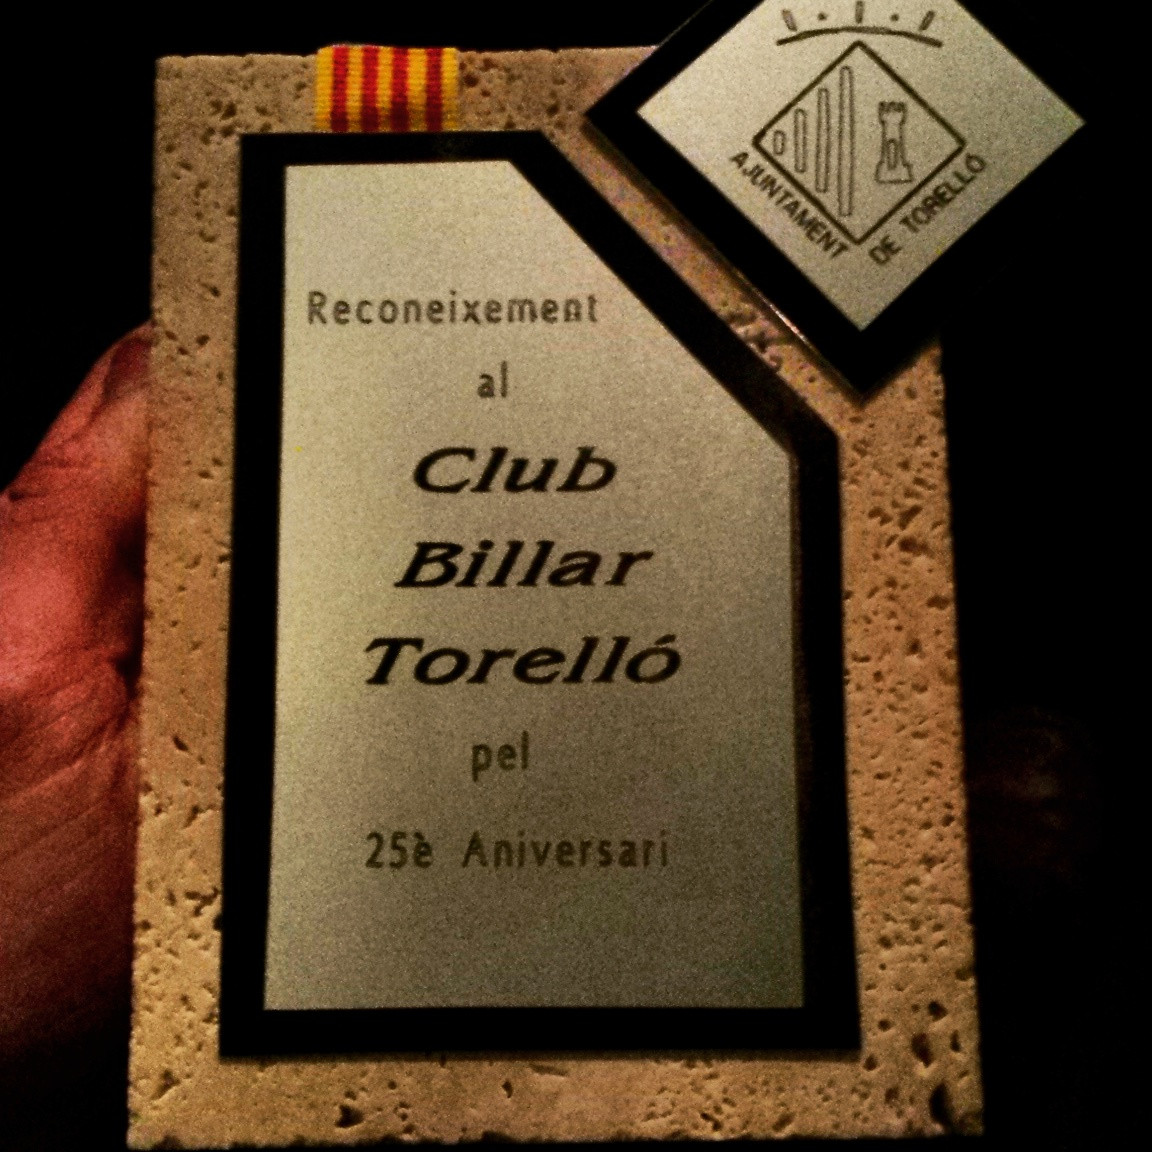 AJUNTAMENT DE TORELLÓ
Reconeixement
al
Club
Billar
Torelló
pel
25è Aniversari